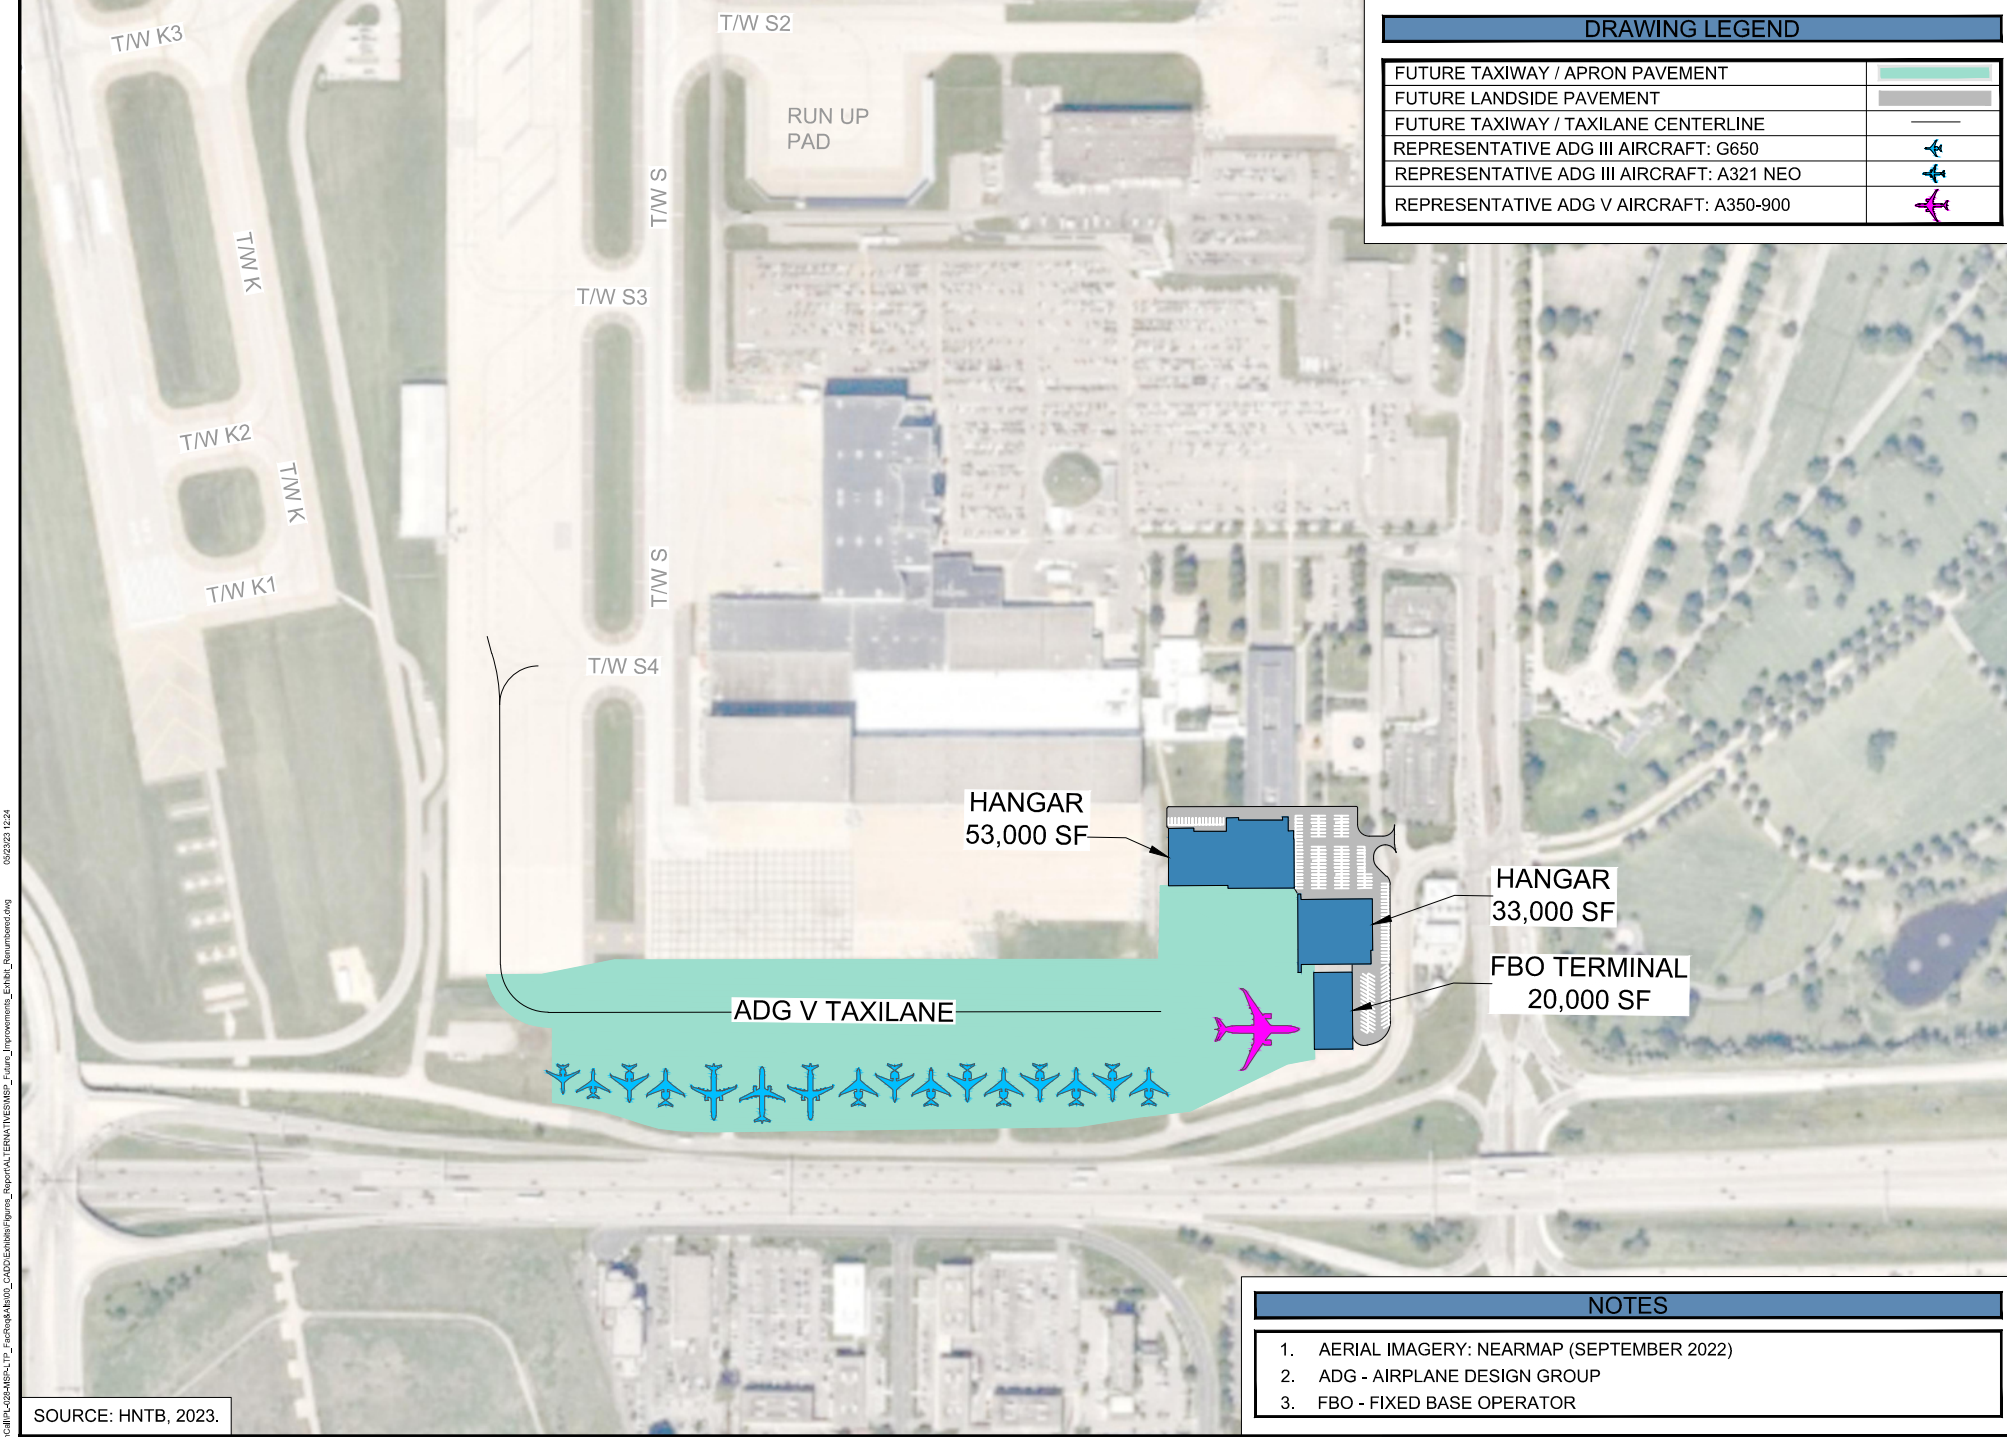 T/W K3
T/W S2
RUN UP
PAD
T/W S
T/W K
T/W S3
T/W K2
T/W K
T/W S
T/W K1
T/W S4
DRAWING LEGEND
FUTURE TAXIWAY / APRON PAVEMENT
FUTURE LANDSIDE PAVEMENT
FUTURE TAXIWAY / TAXILANE CENTERLINE
REPRESENTATIVE ADG III AIRCRAFT: G650
REPRESENTATIVE ADG III AIRCRAFT: A321 NEO
REPRESENTATIVE ADG V AIRCRAFT: A350-900
HANGAR
53,000 SF
HANGAR
33,000 SF
FBO TERMINAL
20,000 SF
ADG V TAXILANE
NOTES
1. AERIAL IMAGERY: NEARMAP (SEPTEMBER 2022)
2. ADG - AIRPLANE DESIGN GROUP
3. FBO - FIXED BASE OPERATOR
SOURCE: HNTB, 2023.
05/23/23 12:24